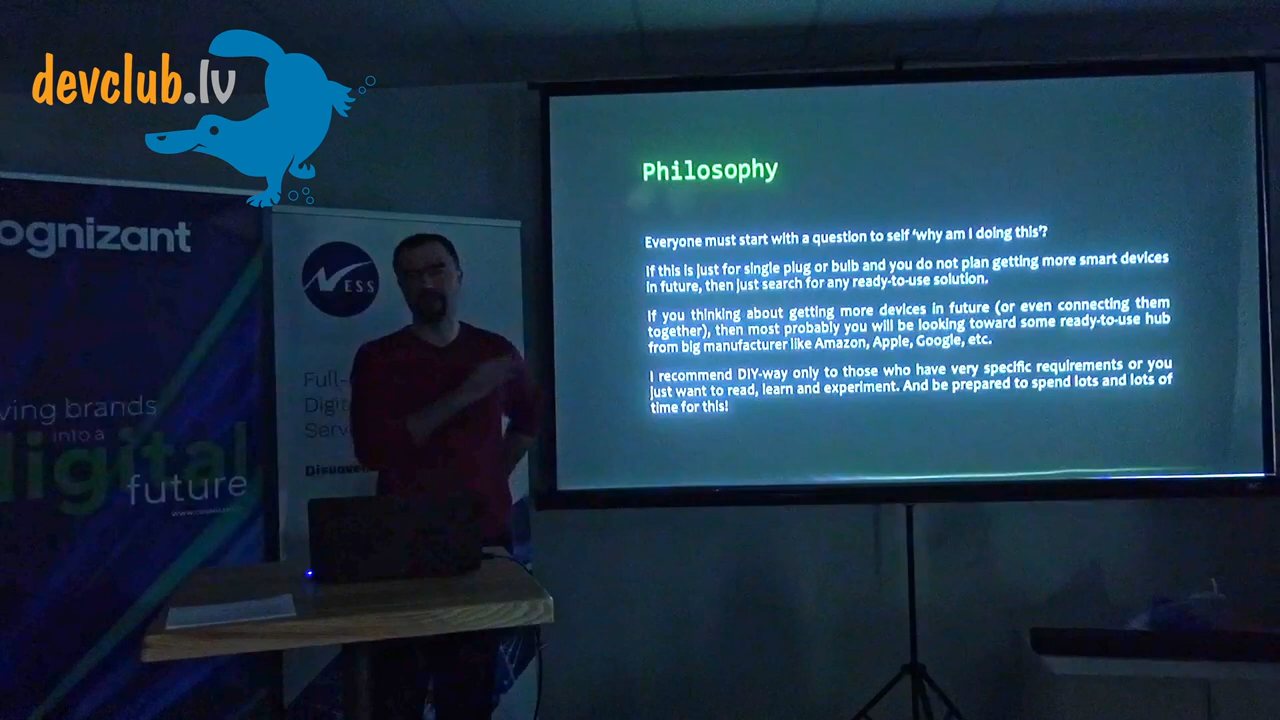 devclub.lv
ognizant
ving brands
into a
digital
future
NESS
Full-
Digit
Serv
Discover
Philosophy
Everyone must start with a question to self ‘why am I doing this’?
If this is just for single plug or bulb and you do not plan getting more smart devices
in future, then just search for any ready-to-use solution.
If you thinking about getting more devices in future (or even connecting them
together), then most probably you will be looking toward some ready-to-use hub
from big manufacturer like Amazon, Apple, Google, etc.
I recommend DIY-way only to those who have very specific requirements or you
just want to read, learn and experiment. And be prepared to spend lots and lots of
time for this!